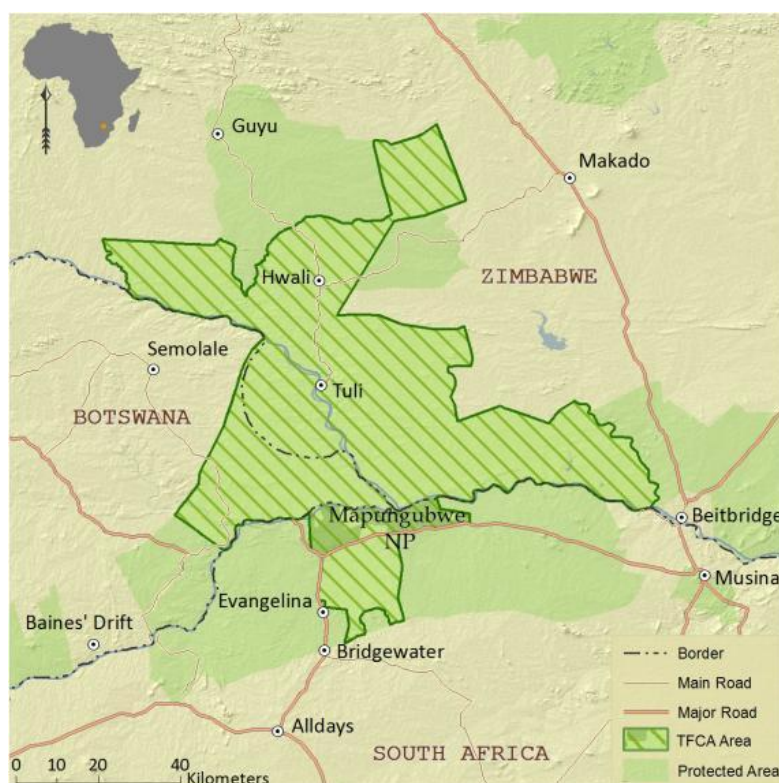 Guyu
Makado
Hwali
ZIMBABWE
Semolale
Tuli
BOTSWANA
Mapungubwe
NP
Beitbridge
Musina
Evangelina
Baines' Drift
Bridgewater
Alldays
SOUTH AFRICA
Border
Main Road
Major Road
TFCA Area
Protected Area
0 10 20 40
Kilometers